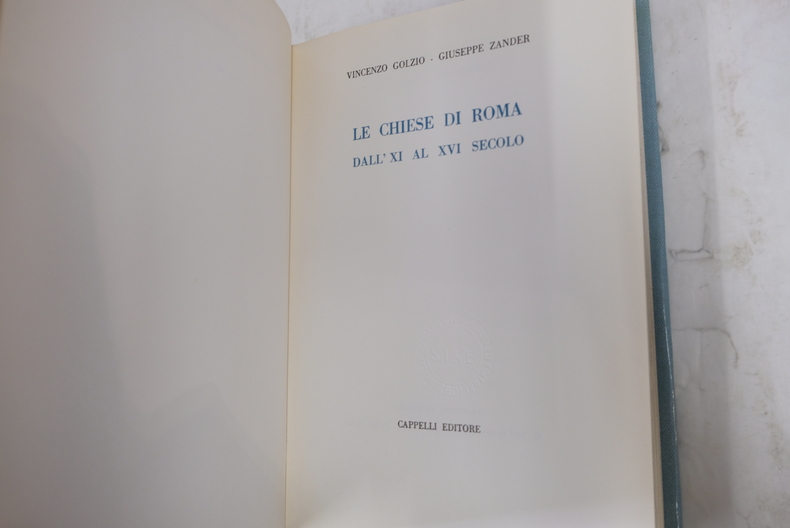 VINCENZO GOLZIO · GIUSEPPE ZANDER
LE CHIESE DI ROMA
DALL' XI AL XVI SECOLO
CAPPELLI EDITORE